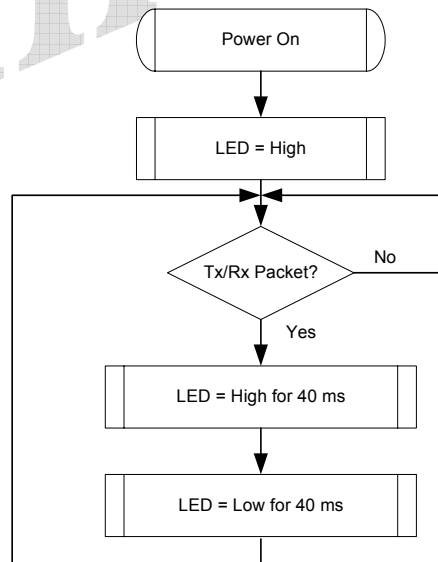 Power On
LED = High
Tx/Rx Packet?
No
Yes
LED = High for 40 ms
LED = Low for 40 ms